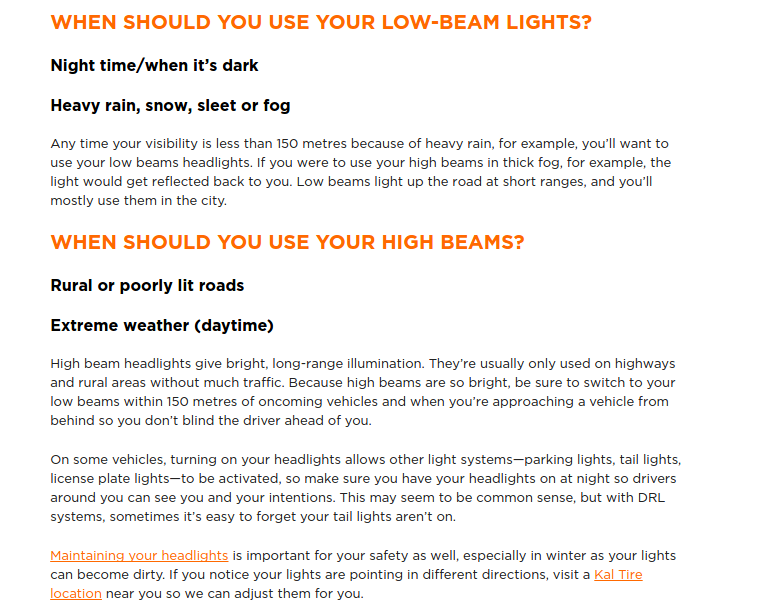 WHEN SHOULD YOU USE YOUR LOW-BEAM LIGHTS?
Night time/when it's dark
Heavy rain, snow, sleet or fog
Any time your visibility is less than 150 metres because of heavy rain, for example, you'll want to
use your low beams headlights. If you were to use your high beams in thick fog, for example, the
light would get reflected back to you. Low beams light up the road at short ranges, and you'll
mostly use them in the city.
WHEN SHOULD YOU USE YOUR HIGH BEAMS?
Rural or poorly lit roads
Extreme weather (daytime)
High beam headlights give bright, long-range illumination. They're usually only used on highways
and rural areas without much traffic. Because high beams are so bright, be sure to switch to your
low beams within 150 metres of oncoming vehicles and when you're approaching a vehicle from
behind so you don't blind the driver ahead of you.
On some vehicles, turning on your headlights allows other light systems—parking lights, tail lights,
license plate lights—to be activated, so make sure you have your headlights on at night so drivers
around you can see you and your intentions. This may seem to be common sense, but with DRL
systems, sometimes it's easy to forget your tail lights aren't on.
Maintaining your headlights is important for your safety as well, especially in winter as your lights
can become dirty. If you notice your lights are pointing in different directions, visit a Kal Tire
location near you so we can adjust them for you.